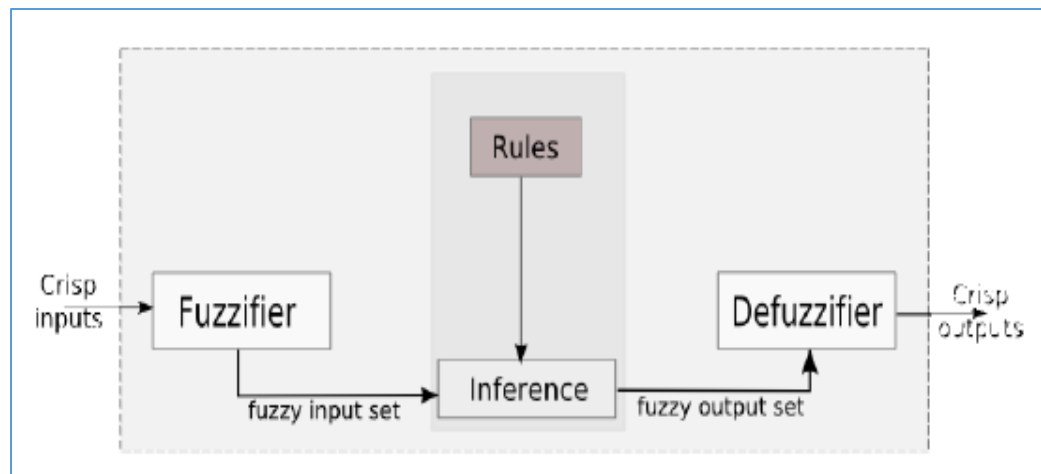 Rules
Crisp
inputs
Fuzzifier
Defuzzifier
Crisp
outputs
Inference
fuzzy input set
fuzzy output set